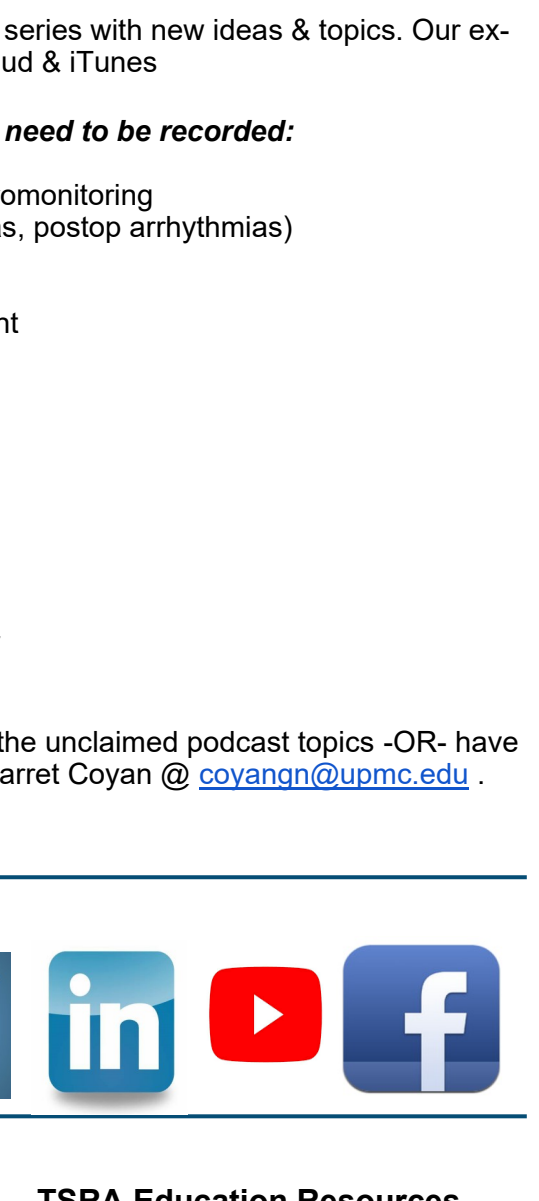 series with new ideas & topics. Our ex-
ud & iTunes
need to be recorded:
omonitoring
s, postop arrhythmias)
nt
the unclaimed podcast topics -OR- have
arret Coyan @ coyangn@upmc.edu .
in
f
TSRA Education Resources